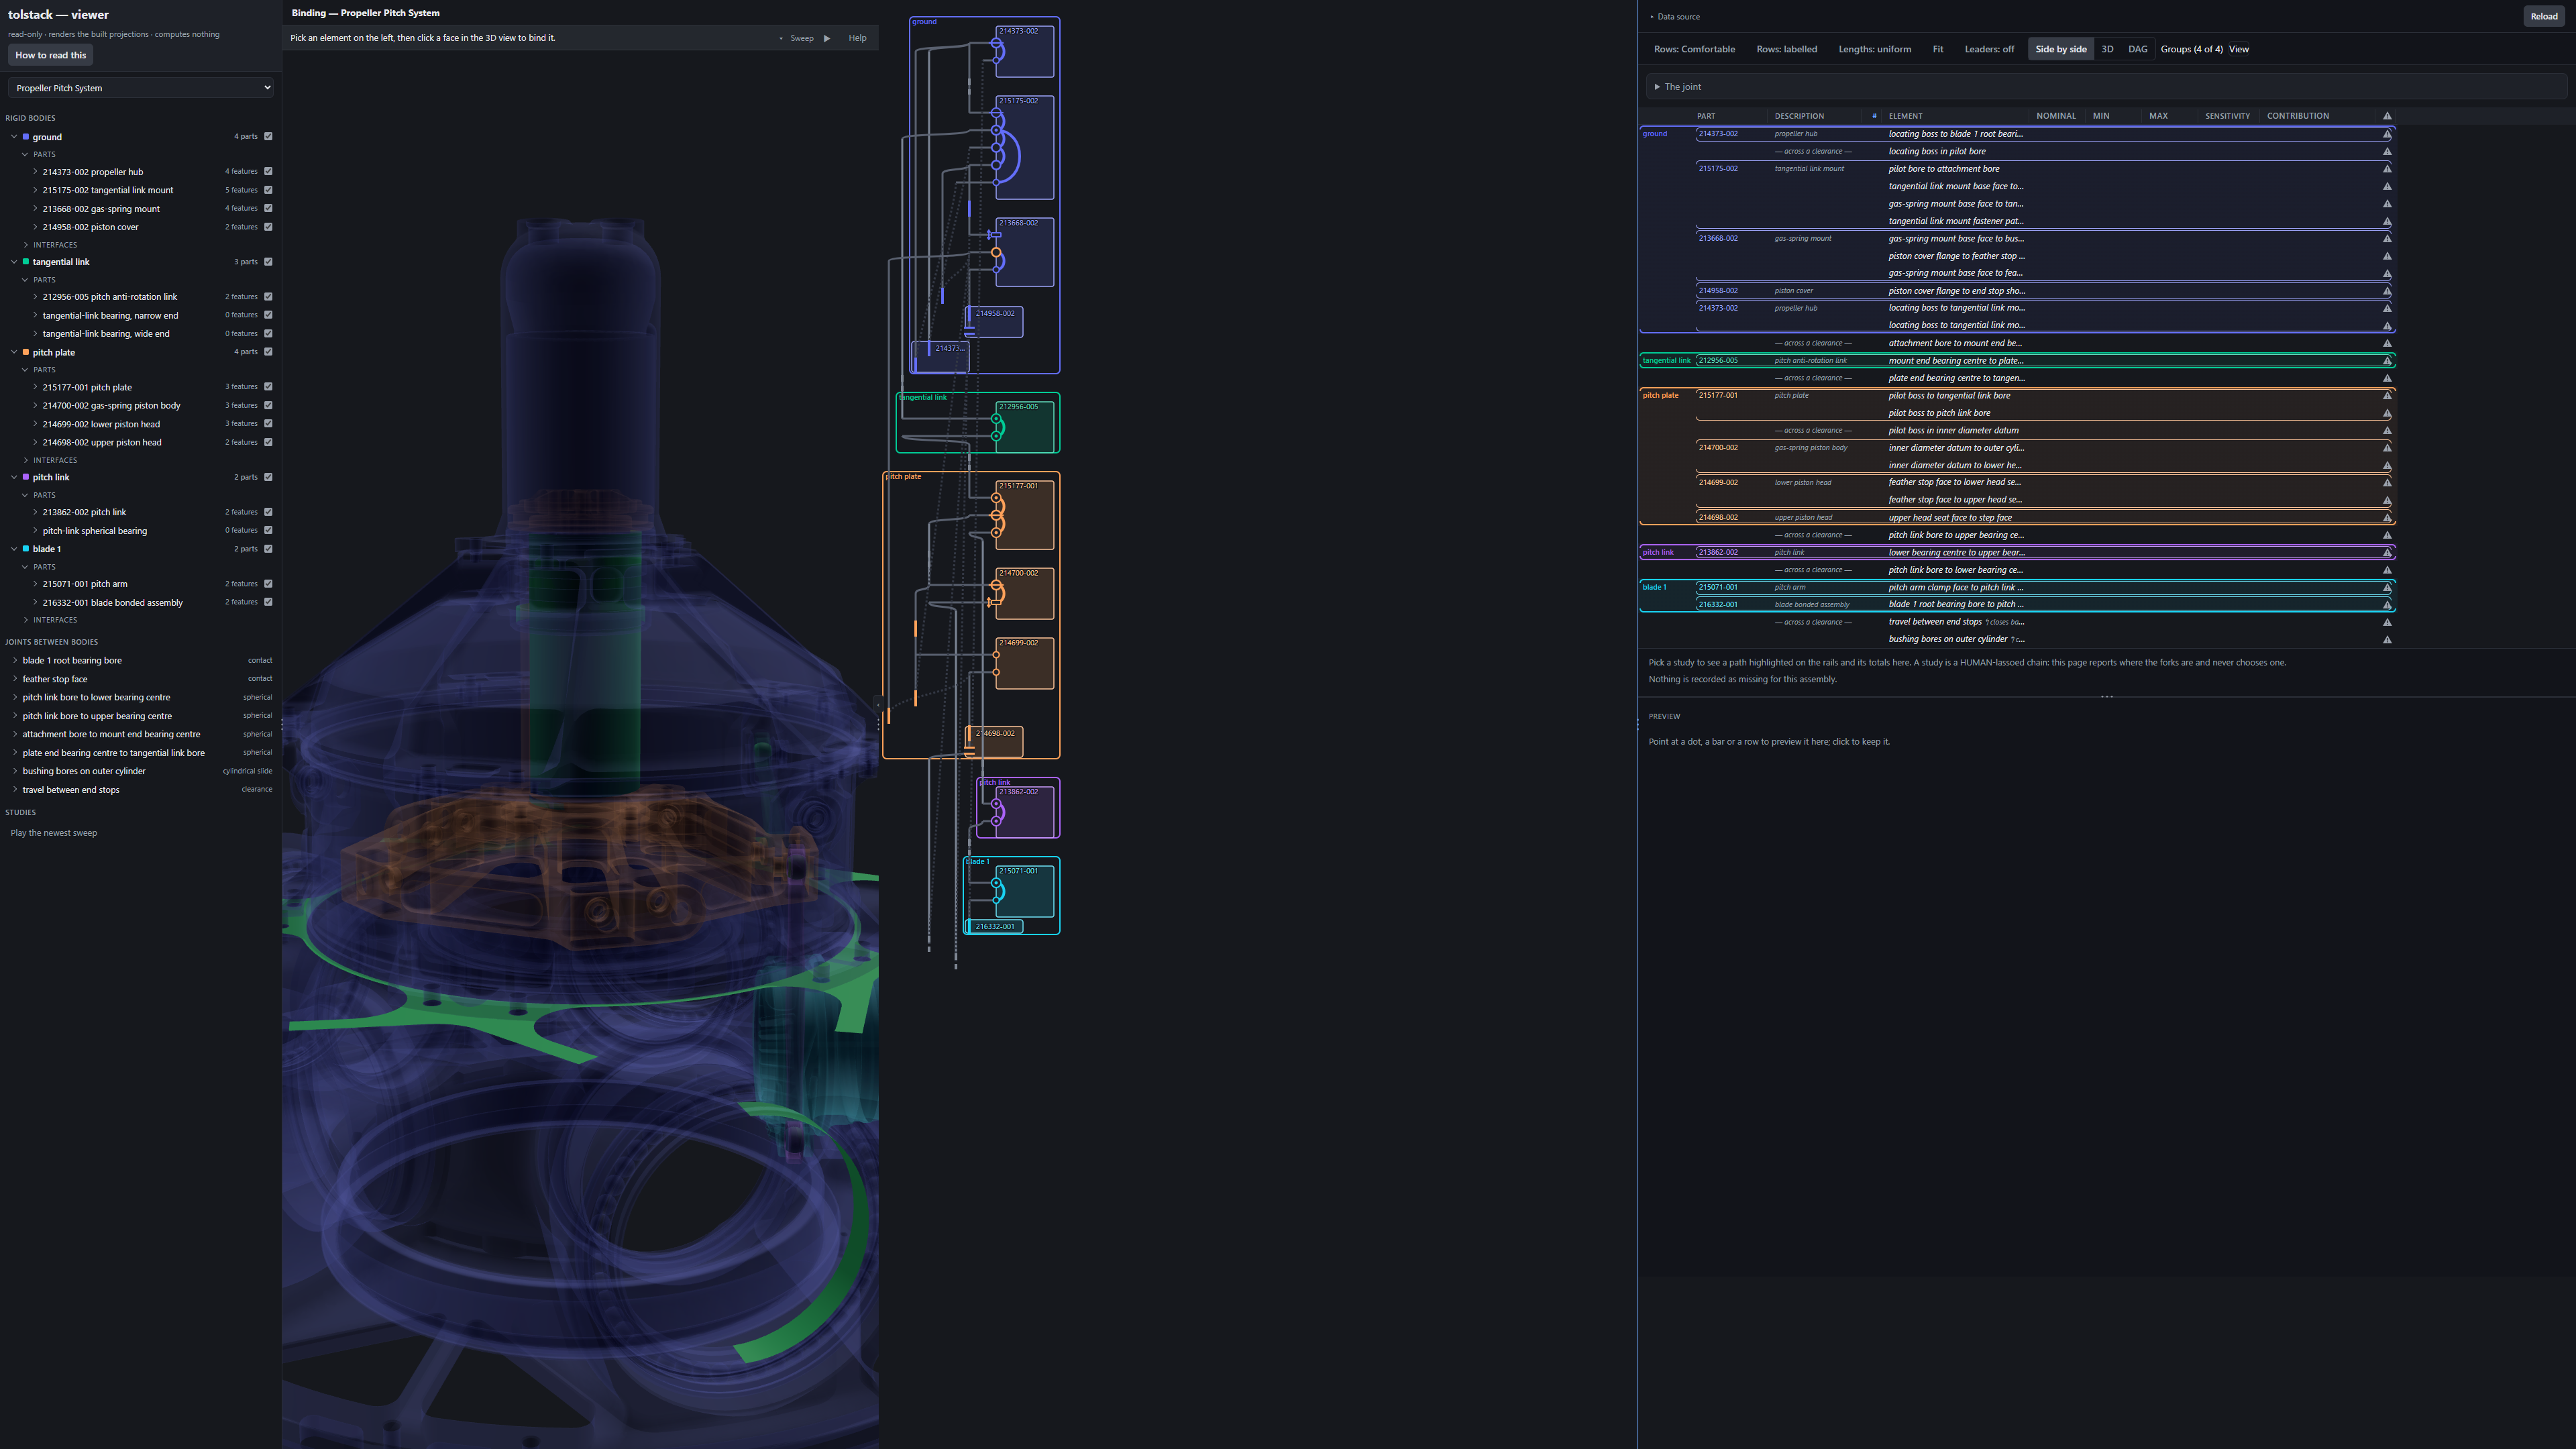 tolstack — viewer
read-only · renders the built projections · computes nothing
How to read this
Propeller Pitch System
RIGID BODIES
ground 4 parts
PARTS
214373-002 propeller hub 4 features
215175-002 tangential link mount 5 features
213668-002 gas-spring mount 4 features
214958-002 piston cover 2 features
INTERFACES
tangential link 3 parts
PARTS
212956-005 pitch anti-rotation link 2 features
tangential-link bearing, narrow end 0 features
tangential-link bearing, wide end 0 features
pitch plate 4 parts
PARTS
215177-001 pitch plate 3 features
214700-002 gas-spring piston body 3 features
214699-002 lower piston head 3 features
214698-002 upper piston head 2 features
INTERFACES
pitch link 2 parts
PARTS
213862-002 pitch link 2 features
pitch-link spherical bearing 0 features
blade 1 2 parts
PARTS
215071-001 pitch arm 2 features
216332-001 blade bonded assembly 2 features
INTERFACES
JOINTS BETWEEN BODIES
blade 1 root bearing bore contact
feather stop face contact
pitch link bore to lower bearing centre spherical
pitch link bore to upper bearing centre spherical
attachment bore to mount end bearing centre spherical
plate end bearing centre to tangential link bore spherical
bushing bores on outer cylinder cylindrical slide
travel between end stops clearance
STUDIES
Play the newest sweep
Binding — Propeller Pitch System
Pick an element on the left, then click a face in the 3D view to bind it.
Sweep ▶ Help
ground
214373-002
215175-002
213668-002
214958-002
214373...
tangential link
212956-005
pitch plate
215177-001
214700-002
214699-002
214698-002
pitch link
213862-002
blade 1
215071-001
216332-001
Data source
Reload
Rows: Comfortable Rows: labelled Lengths: uniform Fit Leaders: off Side by side 3D DAG Groups (4 of 4) View
▶ The joint
PART DESCRIPTION # ELEMENT NOMINAL MIN MAX SENSITIVITY CONTRIBUTION ⚠
ground 214373-002 propeller hub locating boss to blade 1 root beari... ⚠
— across a clearance — locating boss in pilot bore ⚠
215175-002 tangential link mount pilot bore to attachment bore ⚠
tangential link mount base face to... ⚠
gas-spring mount base face to tan... ⚠
tangential link mount fastener pat... ⚠
213668-002 gas-spring mount gas-spring mount base face to bus... ⚠
piston cover flange to feather stop ... ⚠
gas-spring mount base face to fea... ⚠
214958-002 piston cover piston cover flange to end stop sho... ⚠
214373-002 propeller hub locating boss to tangential link mo... ⚠
locating boss to tangential link mo... ⚠
— across a clearance — attachment bore to mount end be... ⚠
tangential link 212956-005 pitch anti-rotation link mount end bearing centre to plate... ⚠
— across a clearance — plate end bearing centre to tangen... ⚠
pitch plate 215177-001 pitch plate pilot boss to tangential link bore ⚠
pilot boss to pitch link bore ⚠
— across a clearance — pilot boss in inner diameter datum ⚠
214700-002 gas-spring piston body inner diameter datum to outer cyli... ⚠
inner diameter datum to lower he... ⚠
214699-002 lower piston head feather stop face to lower head se... ⚠
feather stop face to upper head se... ⚠
214698-002 upper piston head upper head seat face to step face ⚠
— across a clearance — pitch link bore to upper bearing ce... ⚠
pitch link 213862-002 pitch link lower bearing centre to upper bear... ⚠
— across a clearance — pitch link bore to lower bearing ce... ⚠
blade 1 215071-001 pitch arm pitch arm clamp face to pitch link ... ⚠
216332-001 blade bonded assembly blade 1 root bearing bore to pitch ... ⚠
— across a clearance — travel between end stops closes ba... ⚠
bushing bores on outer cylinder ⚠
Pick a study to see a path highlighted on the rails and its totals here. A study is a HUMAN-lassoed chain: this page reports where the forks are and never chooses one.
Nothing is recorded as missing for this assembly.
PREVIEW
Point at a dot, a bar or a row to preview it here; click to keep it.